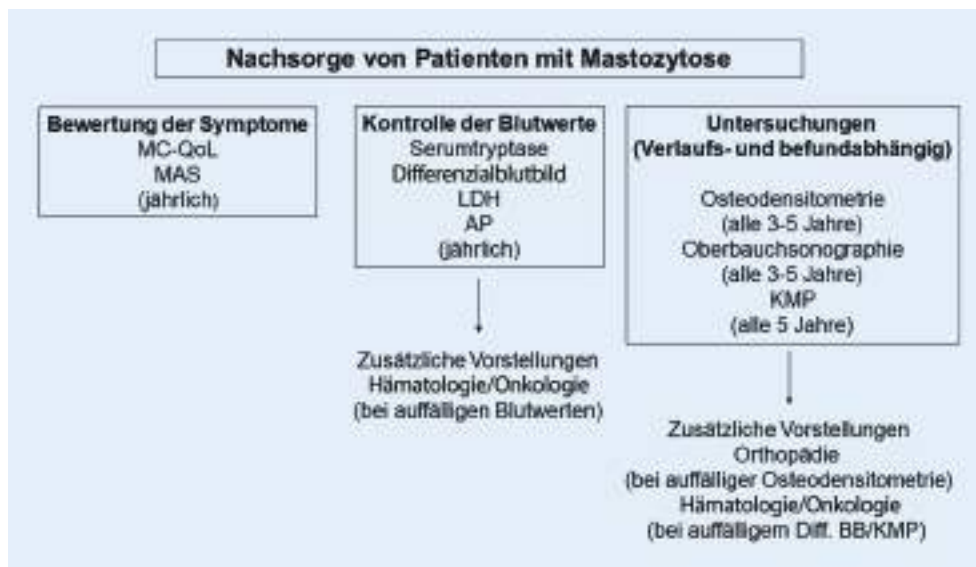 Nachsorge von Patienten mit Mastozytose
Bewertung der Symptome
MC-QoL
MAS
(jährlich)
Kontrolle der Blutwerte
Serumtryptase
Differenzialblutbild
LDH
AP
(jährlich)
Zusätzliche Vorstellungen
Hämatologie/Onkologie
(bei auffälligen Blutwerten)
Untersuchungen
(Verlaufs- und befundabhängig)
Osteodensitometrie
(alle 3-5 Jahre)
Oberbauchsonographie
(alle 3-5 Jahre)
KMP
(alle 5 Jahre)
Zusätzliche Vorstellungen
Orthopädie
(bei auffälliger Osteodensitometrie)
Hämatologie/Onkologie
(bei auffälligem Diff. BB/KMP)